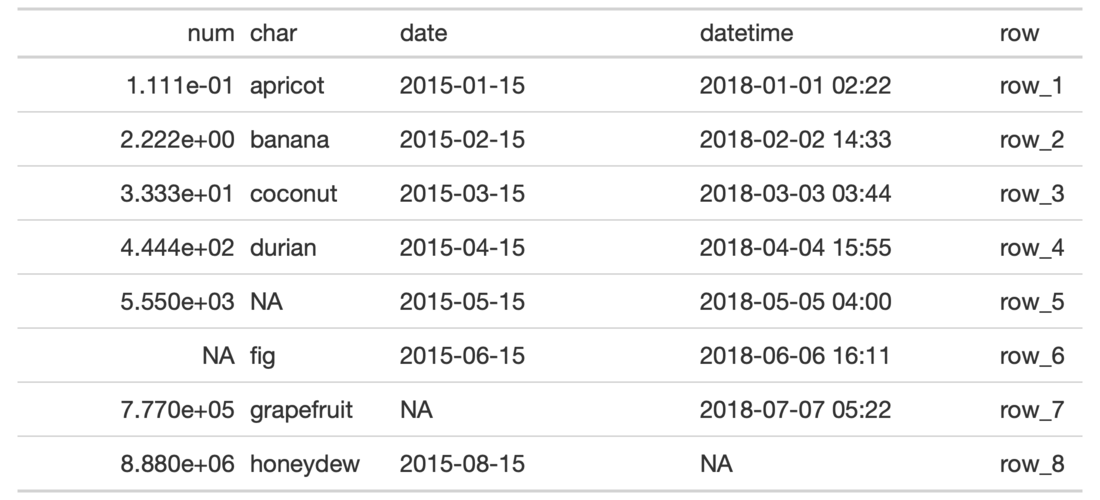 num char date datetime row
1.111e-01 apricot 2015-01-15 2018-01-01 02:22 row_1
2.222e+00 banana 2015-02-15 2018-02-02 14:33 row_2
3.333e+01 coconut 2015-03-15 2018-03-03 03:44 row_3
4.444e+02 durian 2015-04-15 2018-04-04 15:55 row_4
5.550e+03 NA 2015-05-15 2018-05-05 04:00 row_5
NA fig 2015-06-15 2018-06-06 16:11 row_6
7.770e+05 grapefruit NA 2018-07-07 05:22 row_7
8.880e+06 honeydew 2015-08-15 NA row_8